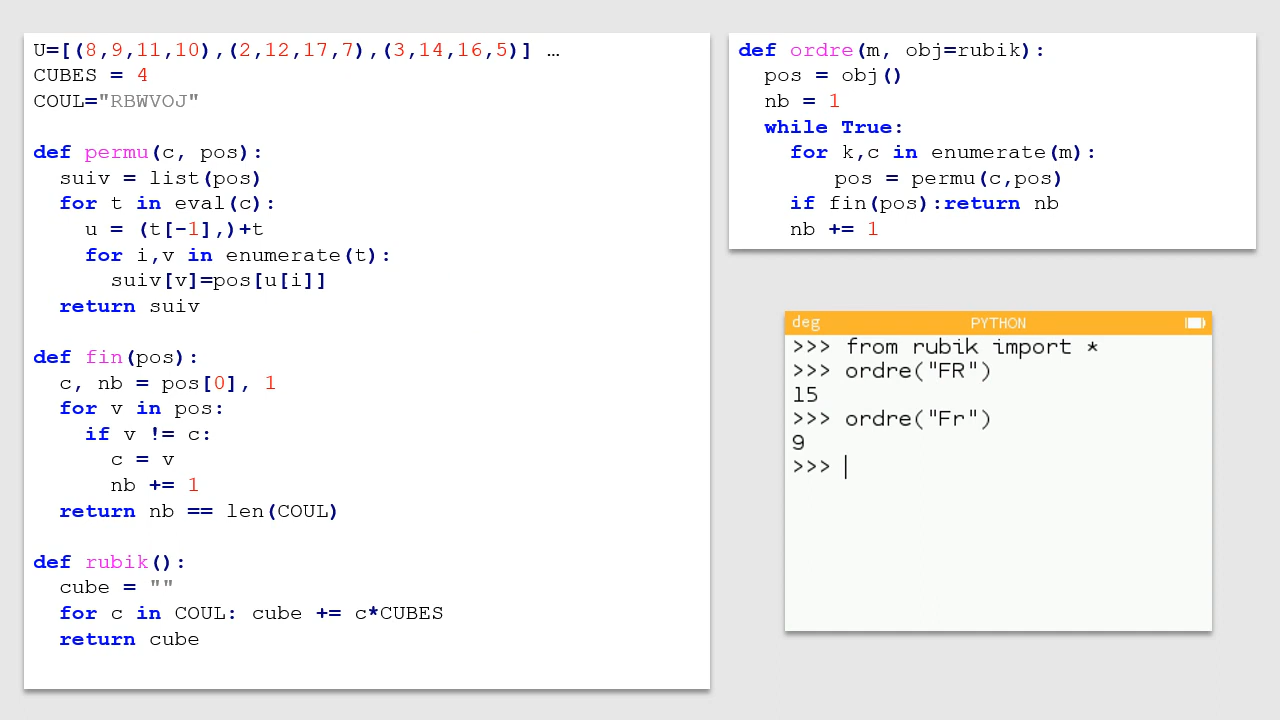 U=[(8,9,11,10),(2,12,17,7),(3,14,16,5)] …
CUBES = 4
COUL="RBWVOJ"
def permu(c, pos):
  suiv = list(pos)
  for t in eval(c):
    u = (t[-1],)+t
    for i,v in enumerate(t):
      suiv[v]=pos[u[i]]
  return suiv
def fin(pos):
  c, nb = pos[0], 1
  for v in pos:
    if v != c:
      c = v
      nb += 1
  return nb == len(COUL)
def rubik():
  cube = ""
  for c in COUL: cube += c*CUBES
  return cube
def ordre(m, obj=rubik):
  pos = obj()
  nb = 1
  while True:
    for k,c in enumerate(m):
       pos = permu(c,pos)
    if fin(pos):return nb
    nb += 1
deg PYTHON
>>> from rubik import *
>>> ordre("FR")
15
>>> ordre("Fr")
9
>>>